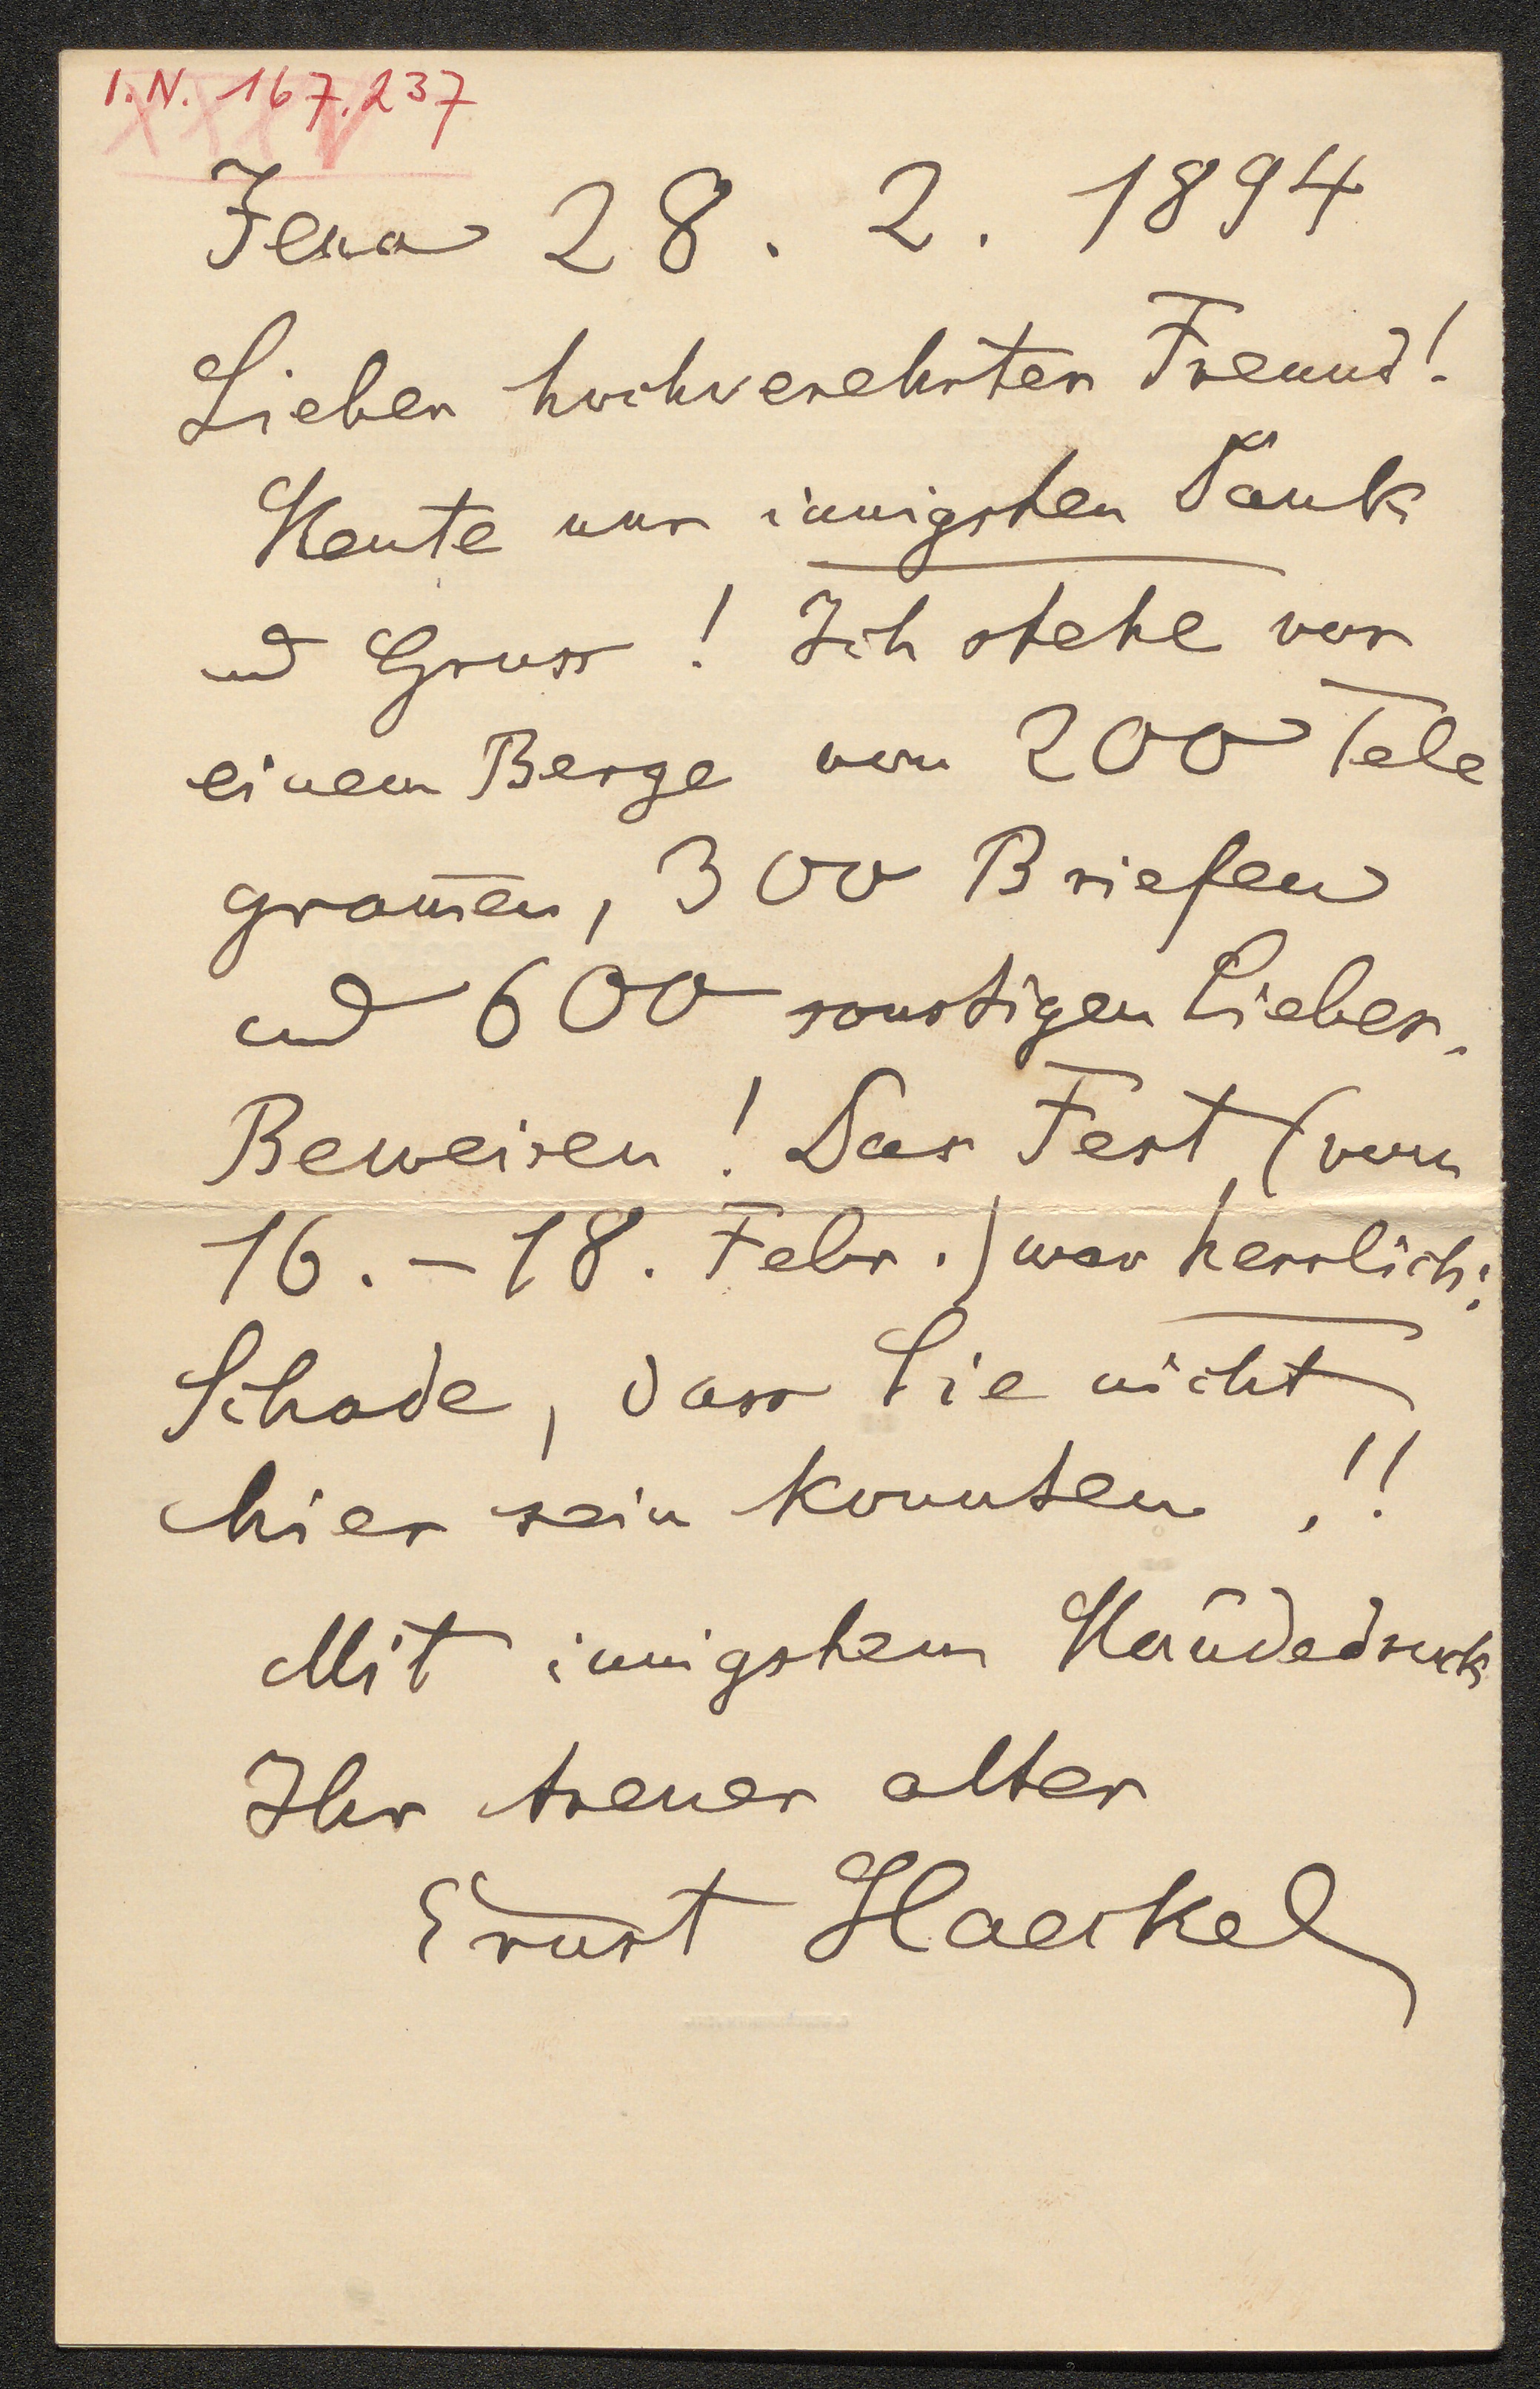 I.N. 167.237
XXXV
Jena 28. 2. 1894
Lieber hochverehrter Freund!
Heute nur innigsten Dank
und Gruss! Ich stehe vor
einem Berge von 200 Tele
gram̅en, 300 Briefen
und 600 sonstigen Liebes-
Beweisen! Das Fest (vom
16. – 18. Febr.) war herrlich;
Schade, dass Sie nicht
hier sein konnten!!
Mit innigstem Händedruck
Ihr treuer alter
Ernst Haeckel